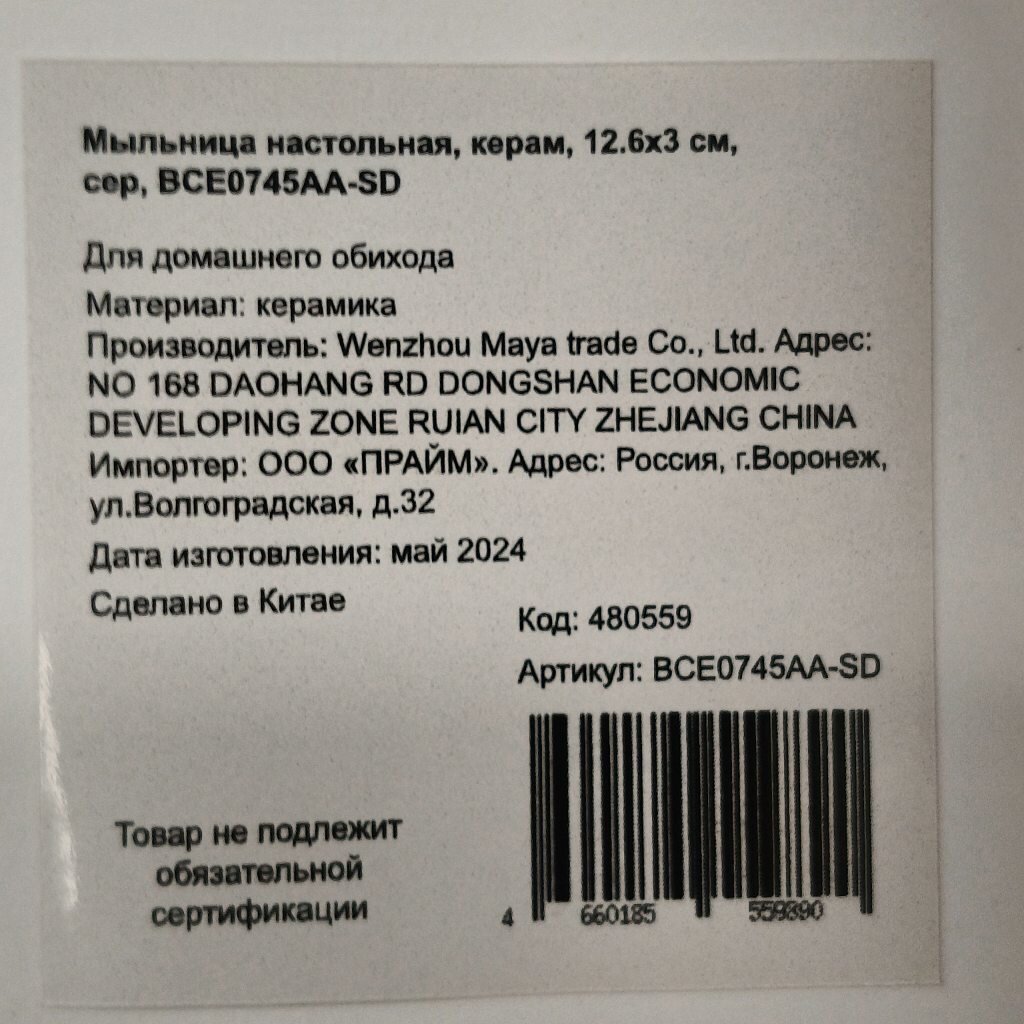 Мыльница настольная, керам, 12.6х3 см,
сер, BCE0745AA-SD
Для домашнего обихода
Материал: керамика
Производитель: Wenzhou Maya trade Co., Ltd. Адрес:
NO 168 DAOHANG RD DONGSHAN ECONOMIC
DEVELOPING ZONE RUIAN CITY ZHEJIANG CHINA
Импортер: ООО «ПРАЙМ». Адрес: Россия, г.Воронеж,
ул.Волгоградская, д.32
Дата изготовления: май 2024
Сделано в Китае
Код: 480559
Артикул: BCE0745AA-SD
Товар не подлежит
обязательной
сертификации
4 660185 559890